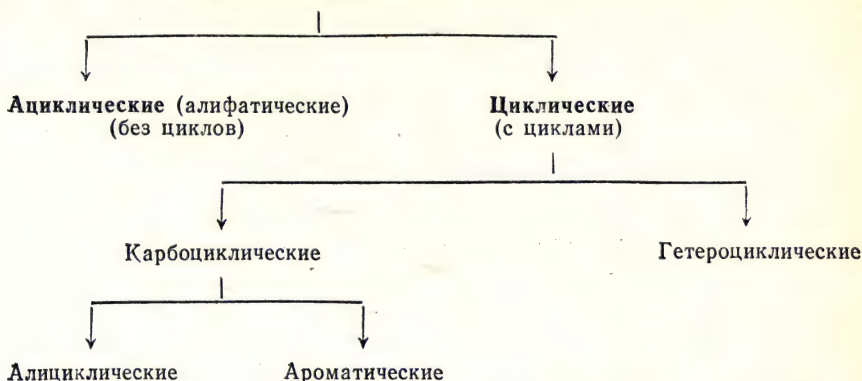 Ациклические (алифатические)
(без циклов)
Циклические
(с циклами)
Карбоциклические
Гетероциклические
Алициклические
Ароматические